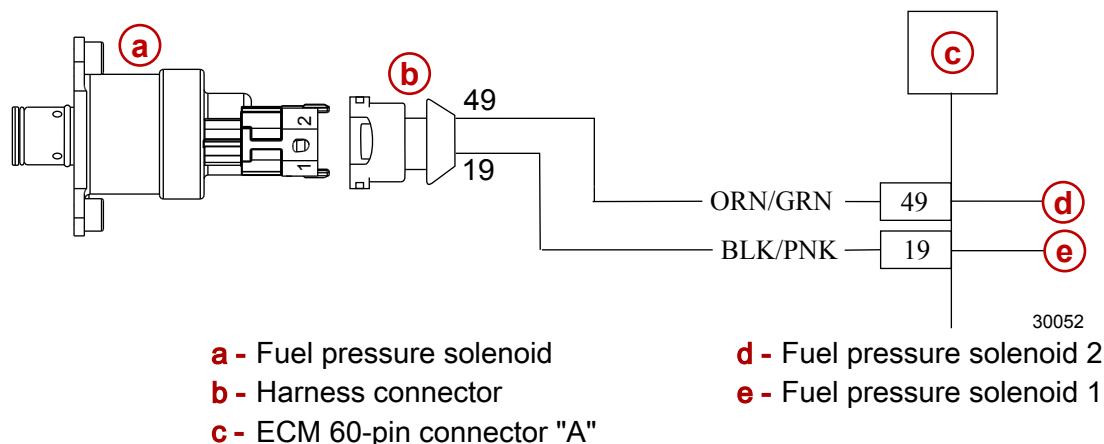 a
b
c
49
2
1
19
ORN/GRN
49
d
BLK/PNK
19
e
30052
a - Fuel pressure solenoid
b - Harness connector
c - ECM 60-pin connector "A"
d - Fuel pressure solenoid 2
e - Fuel pressure solenoid 1